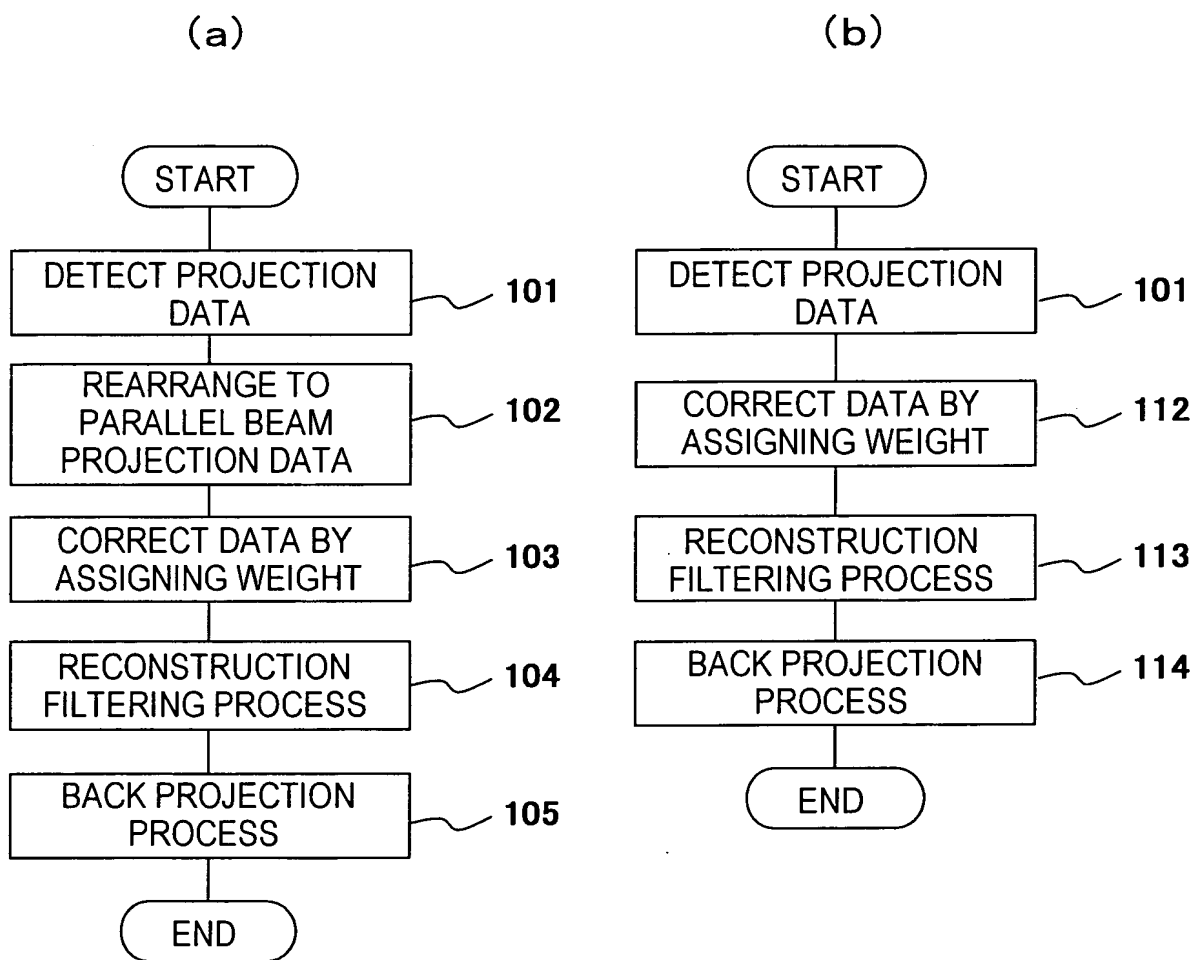 (a)
START
DETECT PROJECTION
DATA
101
REARRANGE TO
PARALLEL BEAM
PROJECTION DATA
102
CORRECT DATA BY
ASSIGNING WEIGHT
103
RECONSTRUCTION
FILTERING PROCESS
104
BACK PROJECTION
PROCESS
105
END
(b)
START
DETECT PROJECTION
DATA
101
CORRECT DATA BY
ASSIGNING WEIGHT
112
RECONSTRUCTION
FILTERING PROCESS
113
BACK PROJECTION
PROCESS
114
END